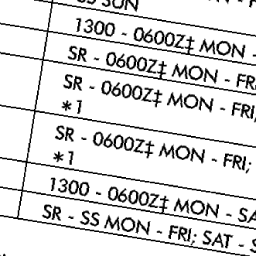 SS SUN
1300 - 0600Z‡ MON -
SR - 0600Z‡ MON - FRI
SR - 0600Z‡ MON - FRI;
*1
SR - 0600Z‡ MON - FRI;
*1
1300 - 0600Z‡ MON - SA
SR - SS MON - FRI; SAT - S